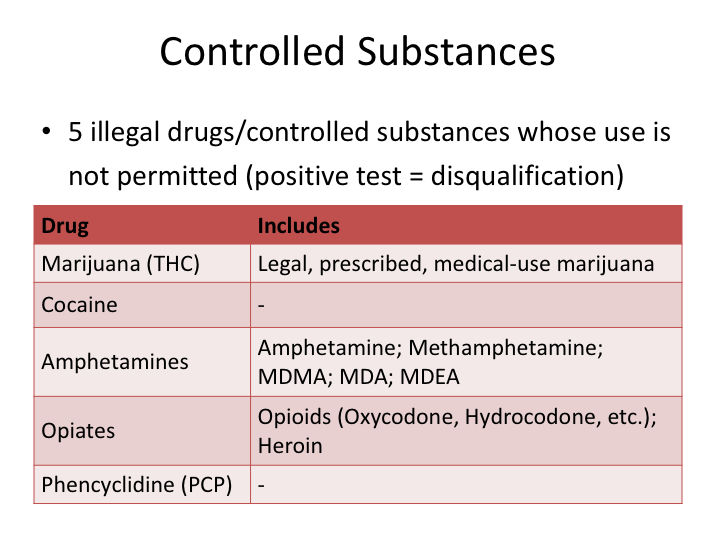 Controlled Substances
• 5 illegal drugs/controlled substances whose use is
not permitted (positive test = disqualification)
Drug Includes
Marijuana (THC) Legal, prescribed, medical-use marijuana
Cocaine -
Amphetamines Amphetamine; Methamphetamine;
MDMA; MDA; MDEA
Opiates Opioids (Oxycodone, Hydrocodone, etc.);
Heroin
Phencyclidine (PCP) -